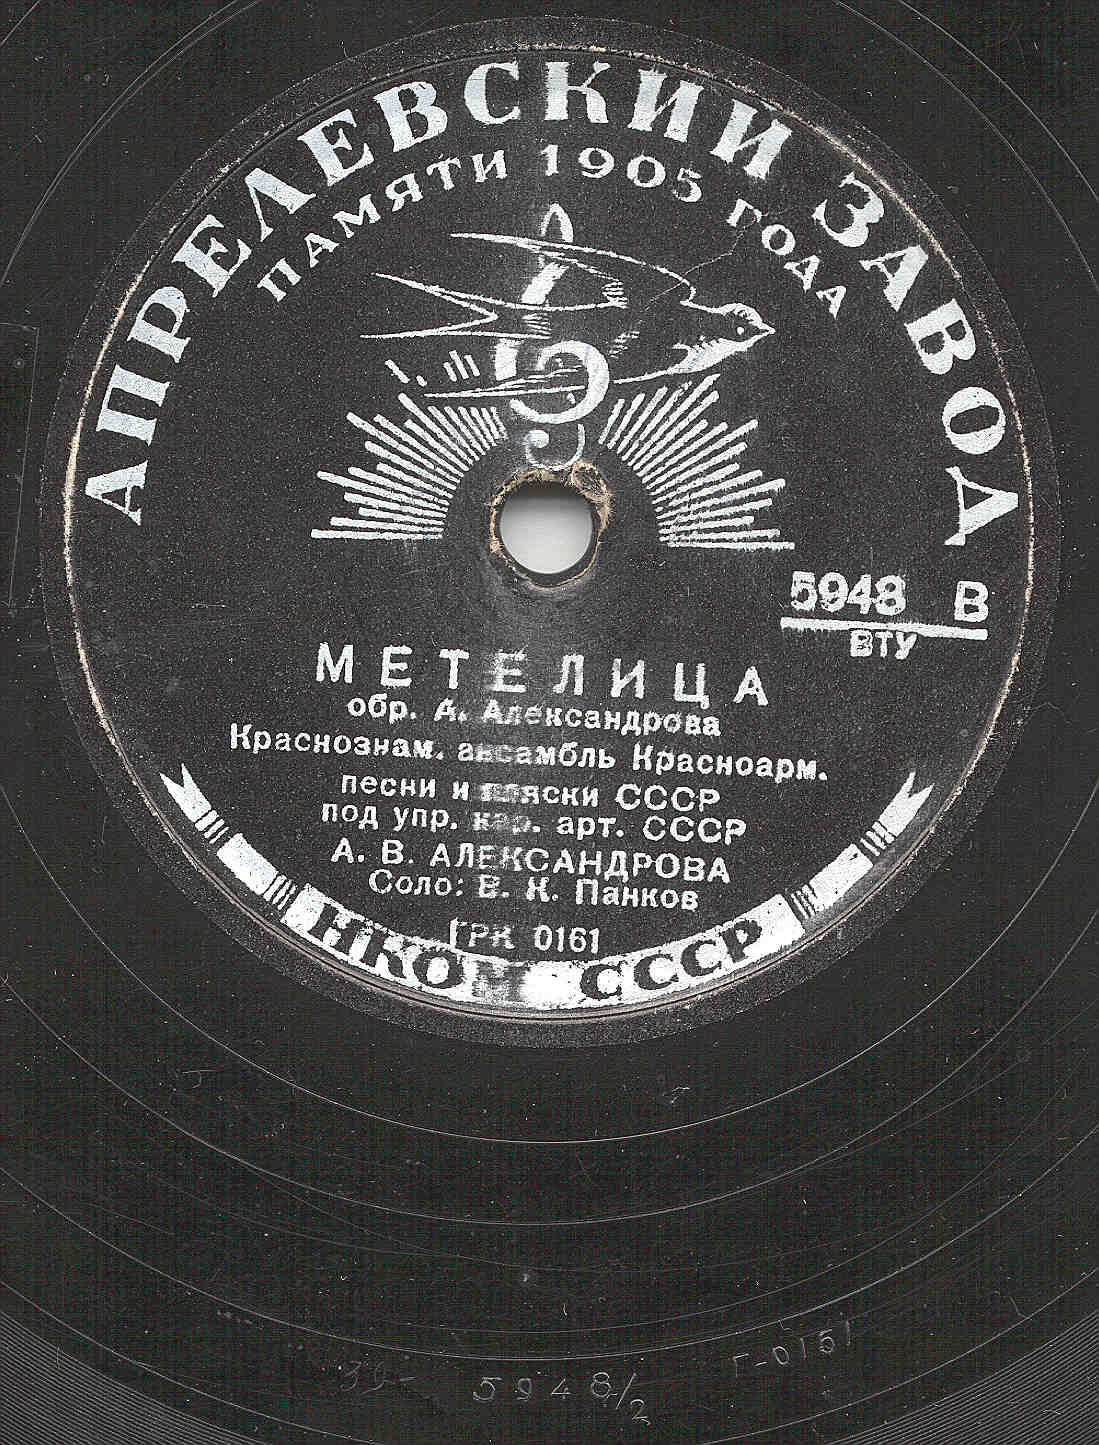 АПРЕЛЕВСКИЙ ЗАВОД
ПАМЯТИ 1905 ГОДА
5948 В
ВТУ
МЕТЕЛИЦА
обр. А. Александрова
Краснознам. ансамбль Красноарм.
песни и пляски СССР
под упр. нар. арт. СССР
А. В. АЛЕКСАНДРОВА
Соло: В. К. Панков
ГРК 0161
НКОМ СССР
39- 5948/2 Г-0151